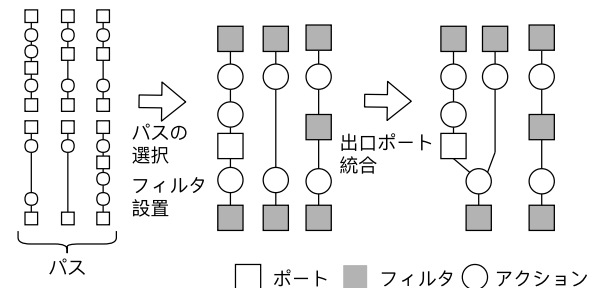 パスの
選択
フィルタ
設置
出口ポート
統合
パス
ポート
フィルタ
アクション